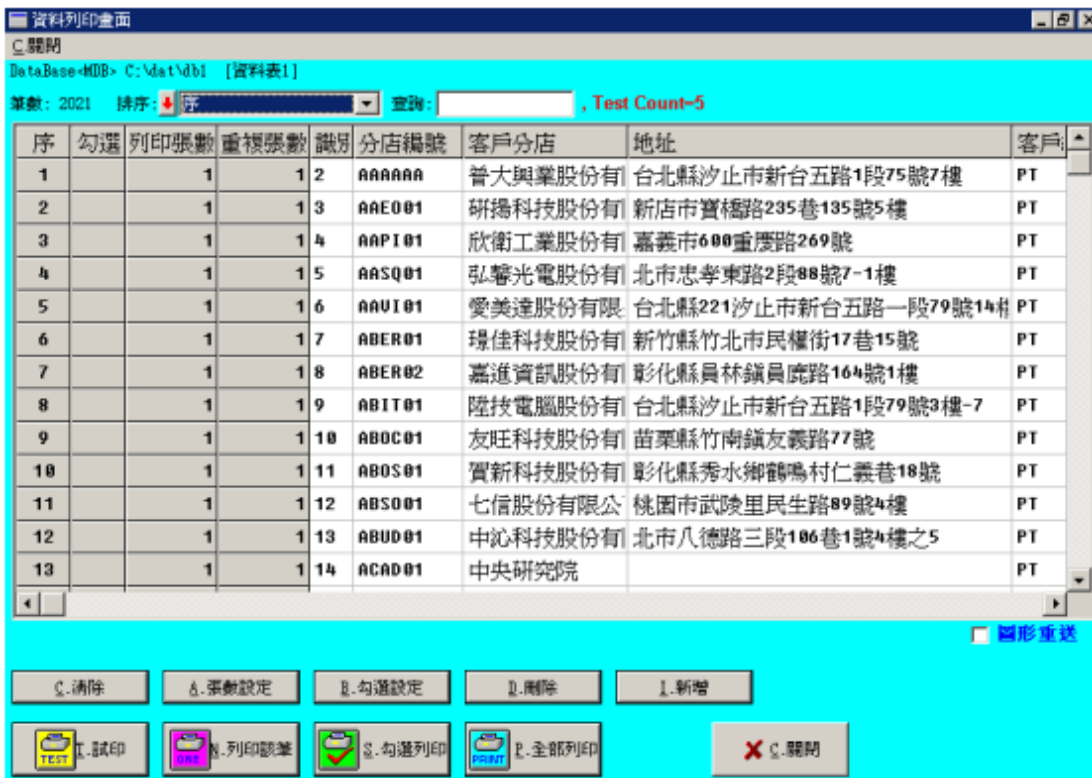 資料列印畫面
C.關閉
DataBase<MDB> C:\dat\db1 [資料表1]
筆數: 2021 排序: 序 查詢: , Test Count=5
序 勾選 列印張數 重複張數 識別 分店編號 客戶分店 地址 客戶
1 1 1 2 AAAAAA 普大興業股份有 台北縣汐止市新台五路1段75號7樓 PT
2 1 1 3 AAEO01 研揚科技股份有 新店市寶橋路235巷135號5樓 PT
3 1 1 4 AAPI01 欣衛工業股份有 嘉義市600重慶路269號 PT
4 1 1 5 AASQ01 弘馨光電股份有 北市忠孝東路2段88號7-1樓 PT
5 1 1 6 AAVI01 愛美達股份有限 台北縣221汐止市新台五路一段79號14樓 PT
6 1 1 7 ABER01 璟佳科技股份有 新竹縣竹北市民權街17巷15號 PT
7 1 1 8 ABER02 嘉進資訊股份有 彰化縣員林鎮員鹿路164號1樓 PT
8 1 1 9 ABIT01 陞技電腦股份有 台北縣汐止市新台五路1段79號3樓-7 PT
9 1 1 10 ABOC01 友旺科技股份有 苗栗縣竹南鎮友義路77號 PT
10 1 1 11 ABOS01 賀新科技股份有 彰化縣秀水鄉鶴鳴村仁義巷18號 PT
11 1 1 12 ABSO01 七信股份有限公 桃園市武陵里民生路89號4樓 PT
12 1 1 13 ABUD01 中沁科技股份有 北市八德路三段106巷1號4樓之5 PT
13 1 1 14 ACAD01 中央研究院 PT
圖形重送
C.清除 A.張數設定 B.勾選設定 D.刪除 I.新增
TEST T.試印 ONE N.列印該筆 S.勾選列印 PRINT P.全部列印 C.關閉